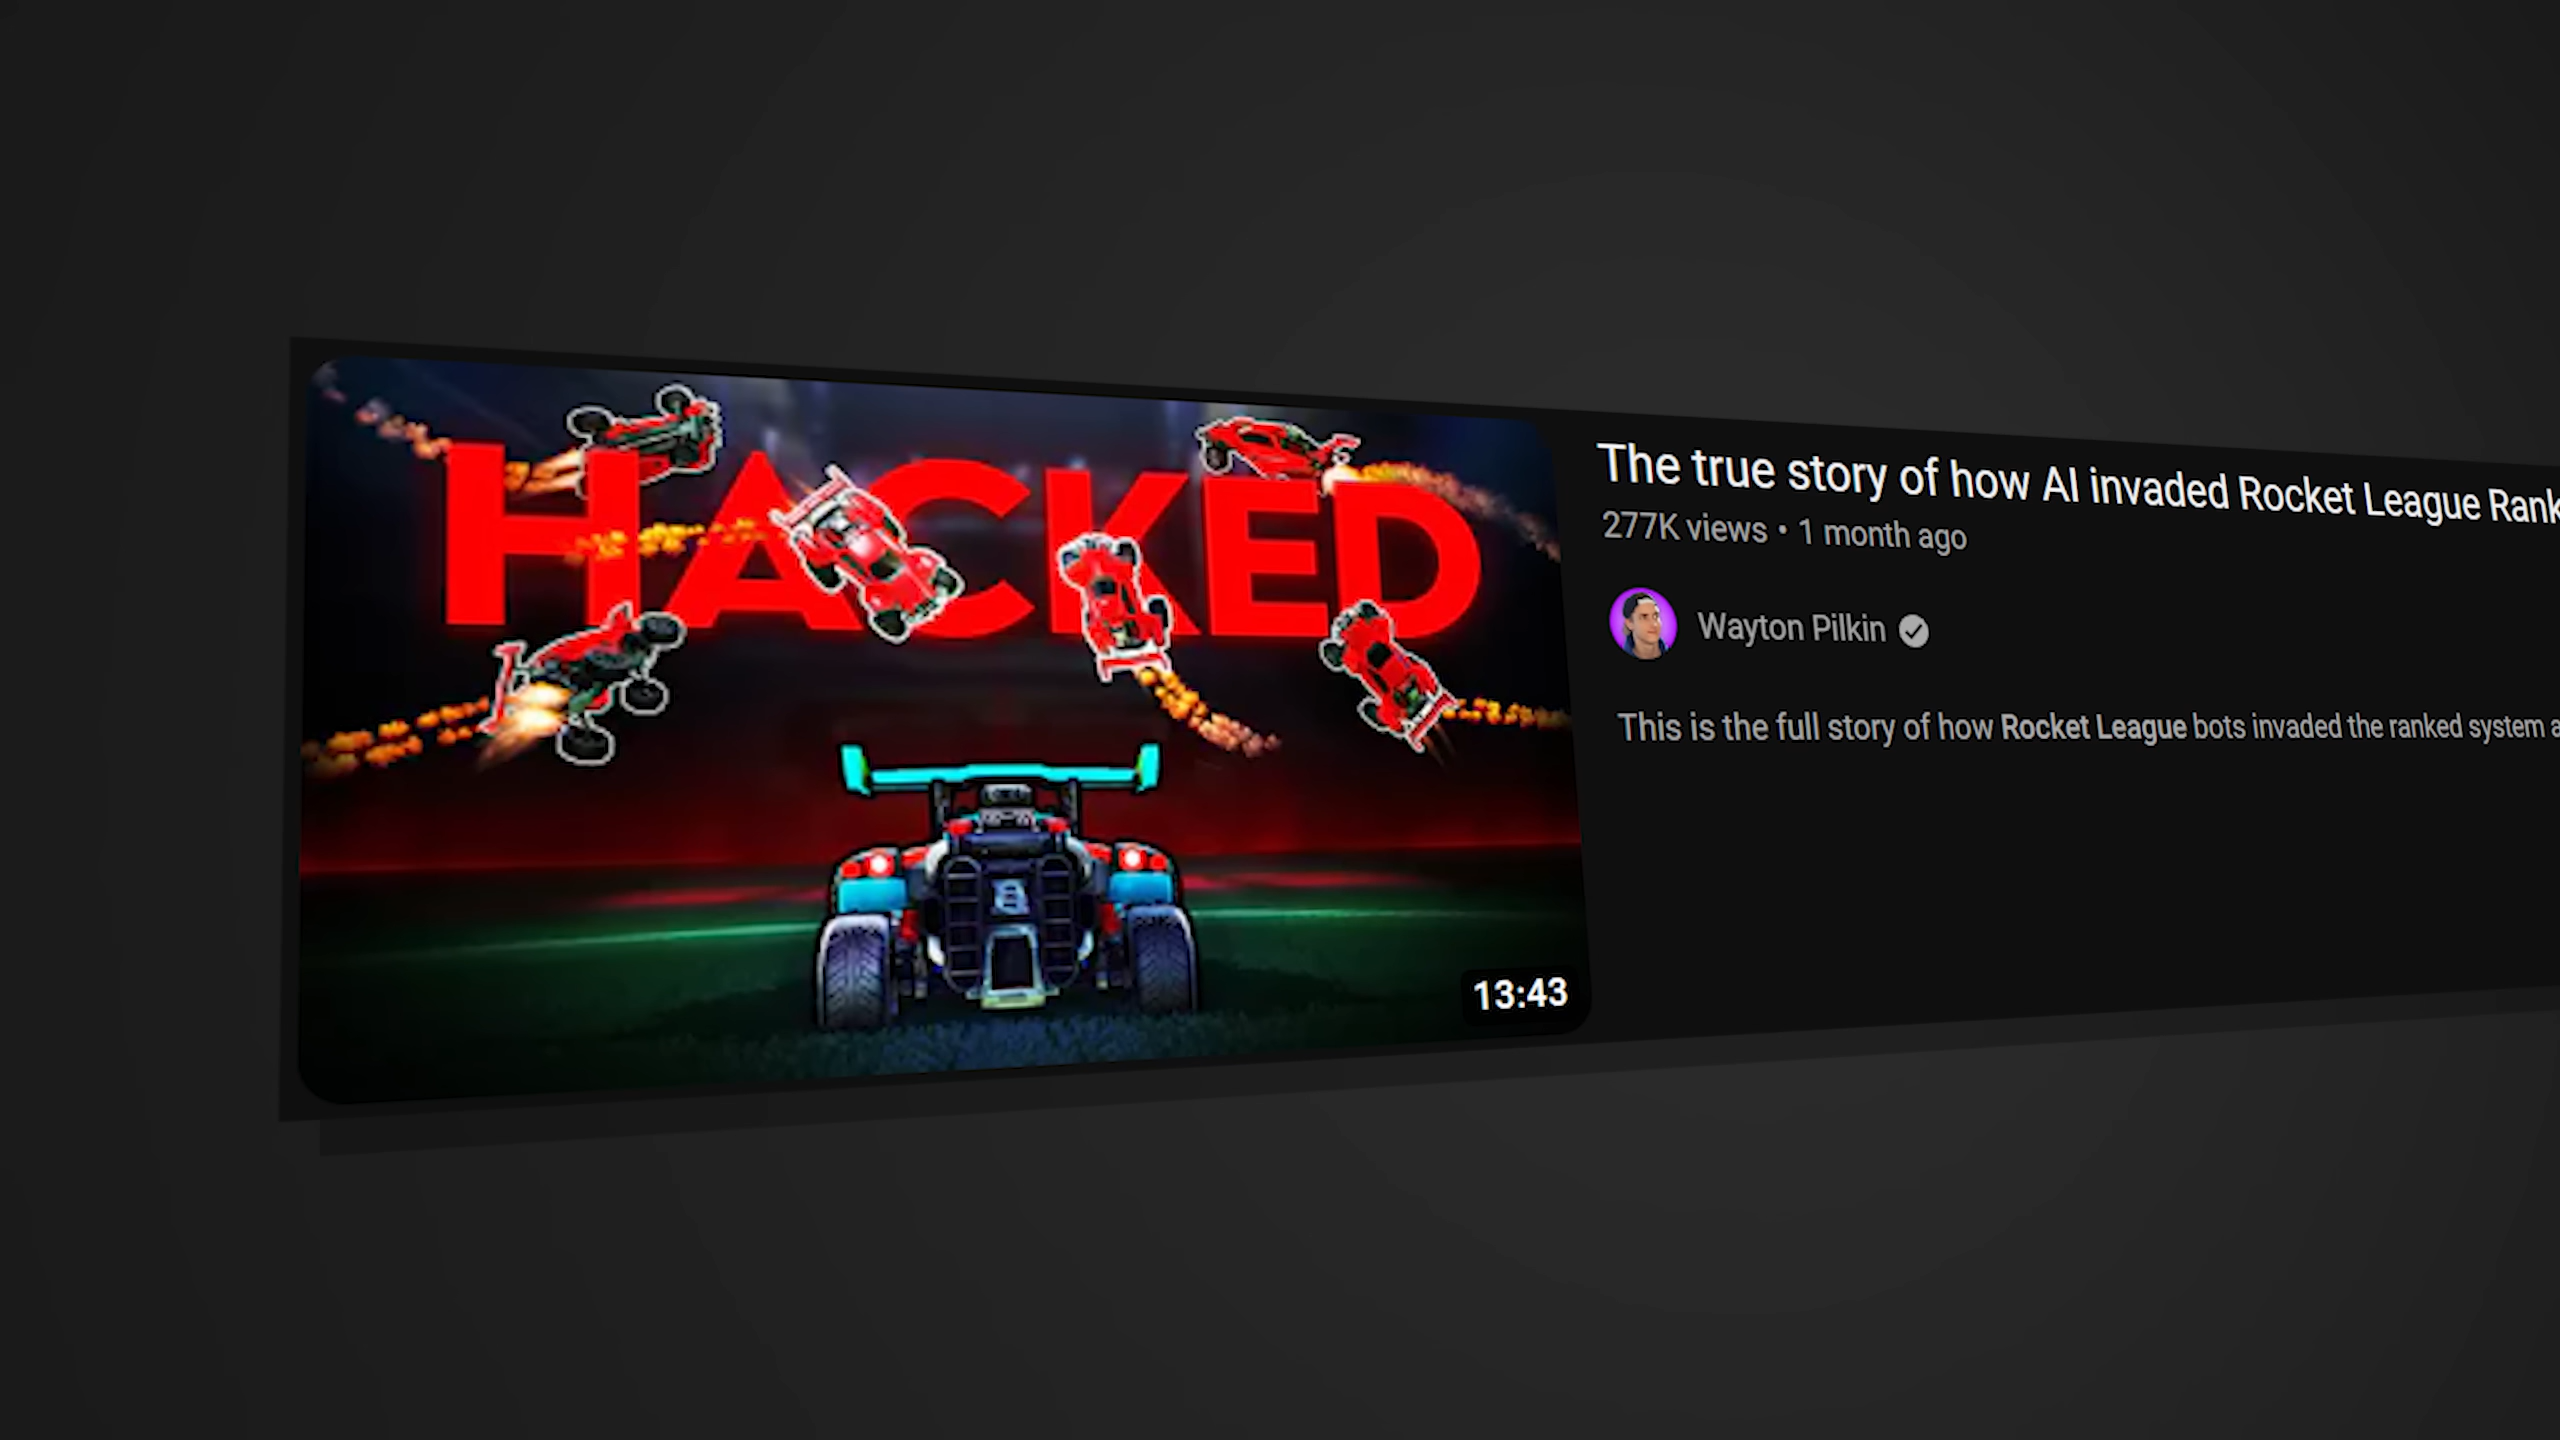 HACKED
13:43
The true story of how AI invaded Rocket League Rank
277K views • 1 month ago
Wayton Pilkin
This is the full story of how Rocket League bots invaded the ranked system a